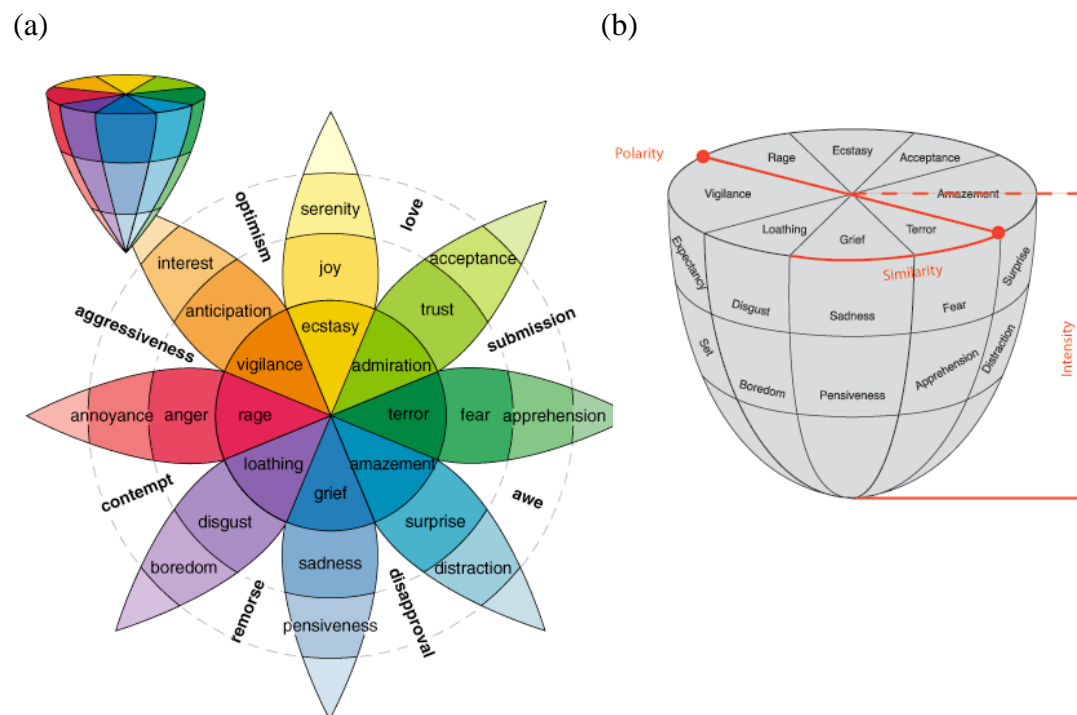 (a)
(b)
optimism
love
serenity
joy
ecstasy
interest
anticipation
vigilance
acceptance
trust
admiration
aggressiveness
submission
annoyance
anger
rage
terror
fear
apprehension
loathing
amazement
grief
contempt
awe
disgust
surprise
boredom
sadness
distraction
remorse
disapproval
pensiveness
Polarity
Rage
Ecstasy
Acceptance
Vigilance
Amazement
Loathing
Grief
Terror
Similarity
Expectancy
Disgust
Sadness
Fear
Surprise
Set
Boredom
Pensiveness
Apprehension
Distraction
Intensity